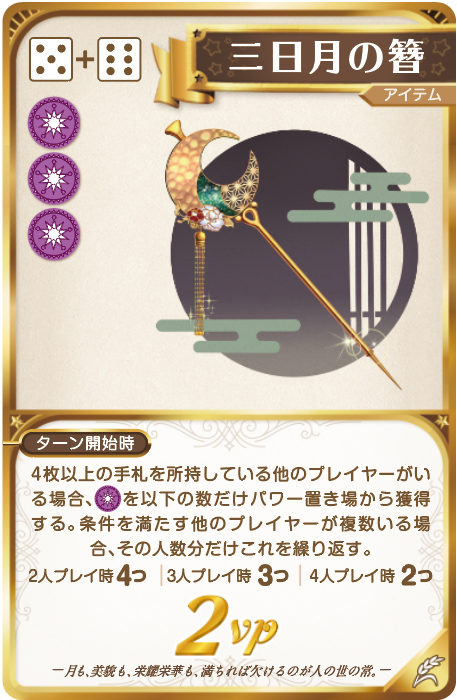 +
三日月の簪
アイテム
ターン開始時
4枚以上の手札を所持している他のプレイヤーがい
る場合、を以下の数だけパワー置き場から獲得
する。条件を満たす他のプレイヤーが複数いる場
合、その人数分だけこれを繰り返す。
2人プレイ時 4つ | 3人プレイ時 3つ | 4人プレイ時 2つ
2vp
―月も、美貌も、栄耀栄華も、満ちれば欠けるのが人の世の常。―